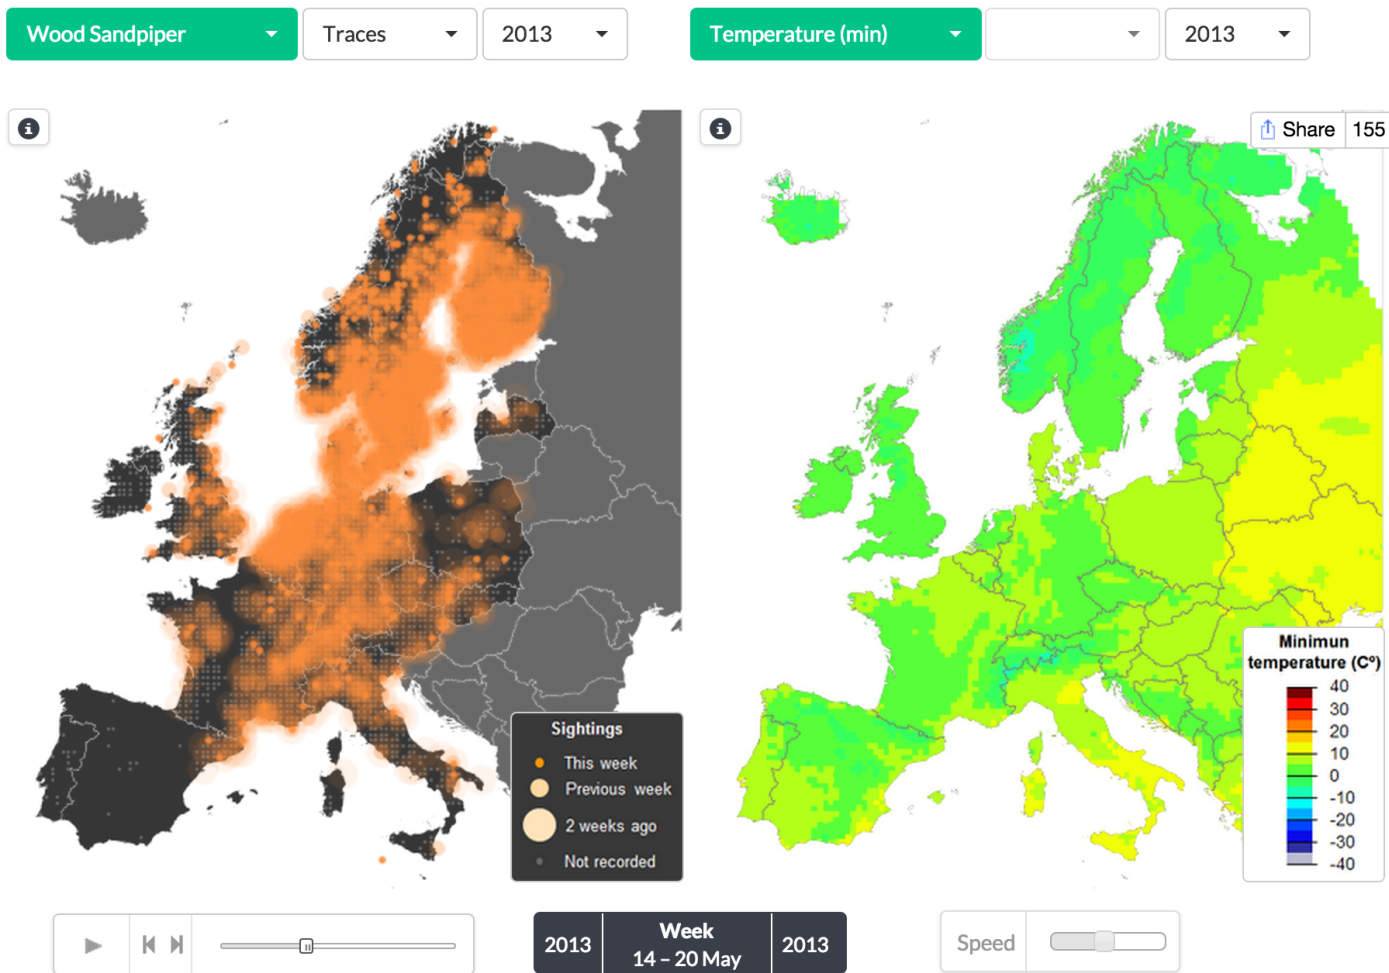 Wood Sandpiper
Traces
2013
Temperature (min)
2013
i
i
Share 155
Sightings
This week
Previous week
2 weeks ago
Not recorded
Minimun
temperature (Cº)
40
30
20
10
0
-10
-20
-30
-40
2013
Week
14 – 20 May
2013
Speed